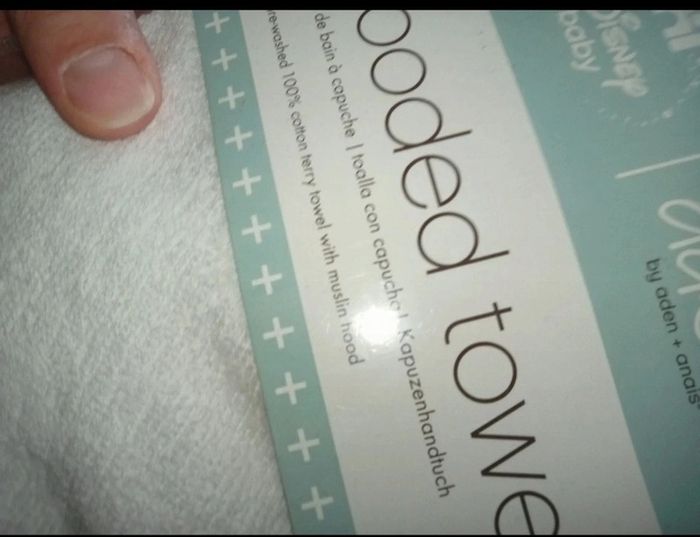 DISNEY
baby
by aden + anais
ooded towe
de bain à capuche | toalla con capucha | Kapuzenhandtuch
re-washed 100% cotton terry towel with muslin hood